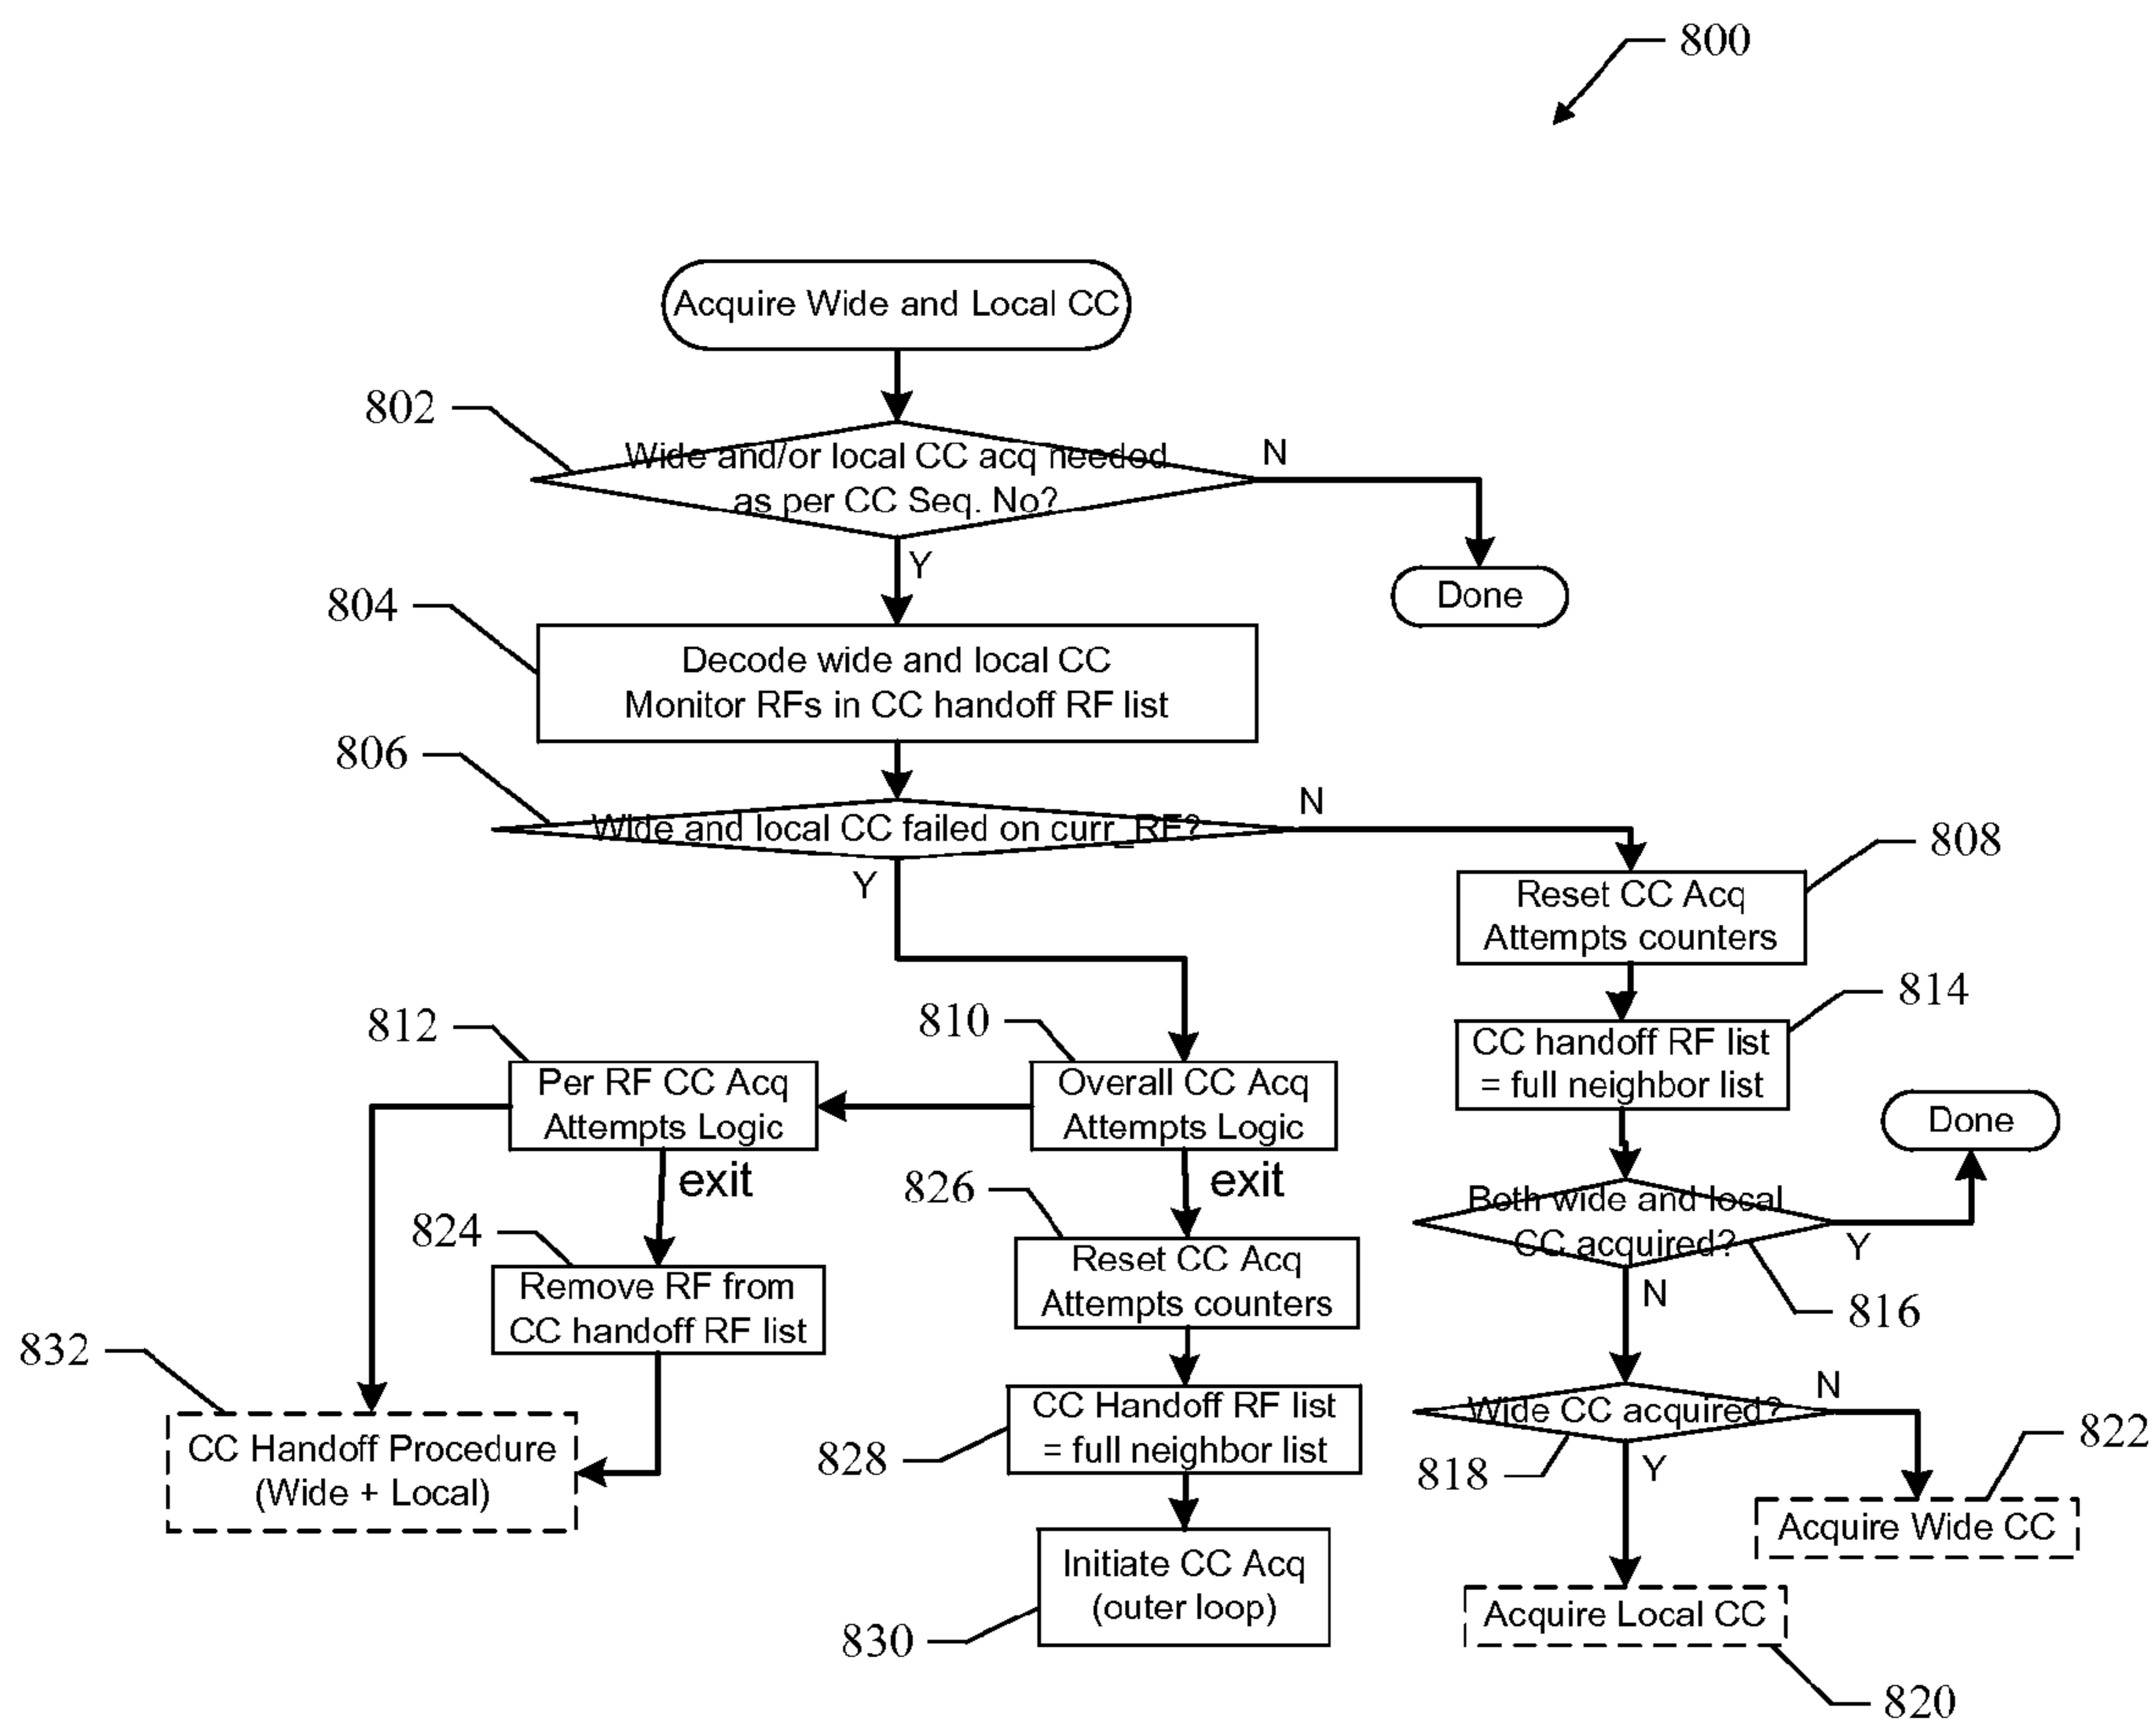 800
Acquire Wide and Local CC
802
Wide and/or local CC acq needed
as per CC Seq. No?
N
Y
Done
804
Decode wide and local CC
Monitor RFs in CC handoff RF list
806
Wide and local CC failed on curr_RF?
N
Y
808
Reset CC Acq
Attempts counters
814
CC handoff RF list
= full neighbor list
812
Per RF CC Acq
Attempts Logic
exit
810
Overall CC Acq
Attempts Logic
exit
Done
Both wide and local
CC acquired?
Y
N
816
824
Remove RF from
CC handoff RF list
826
Reset CC Acq
Attempts counters
832
CC Handoff Procedure
(Wide + Local)
828
CC Handoff RF list
= full neighbor list
Wide CC acquired?
N
Y
818
822
Acquire Wide CC
830
Initiate CC Acq
(outer loop)
Acquire Local CC
820